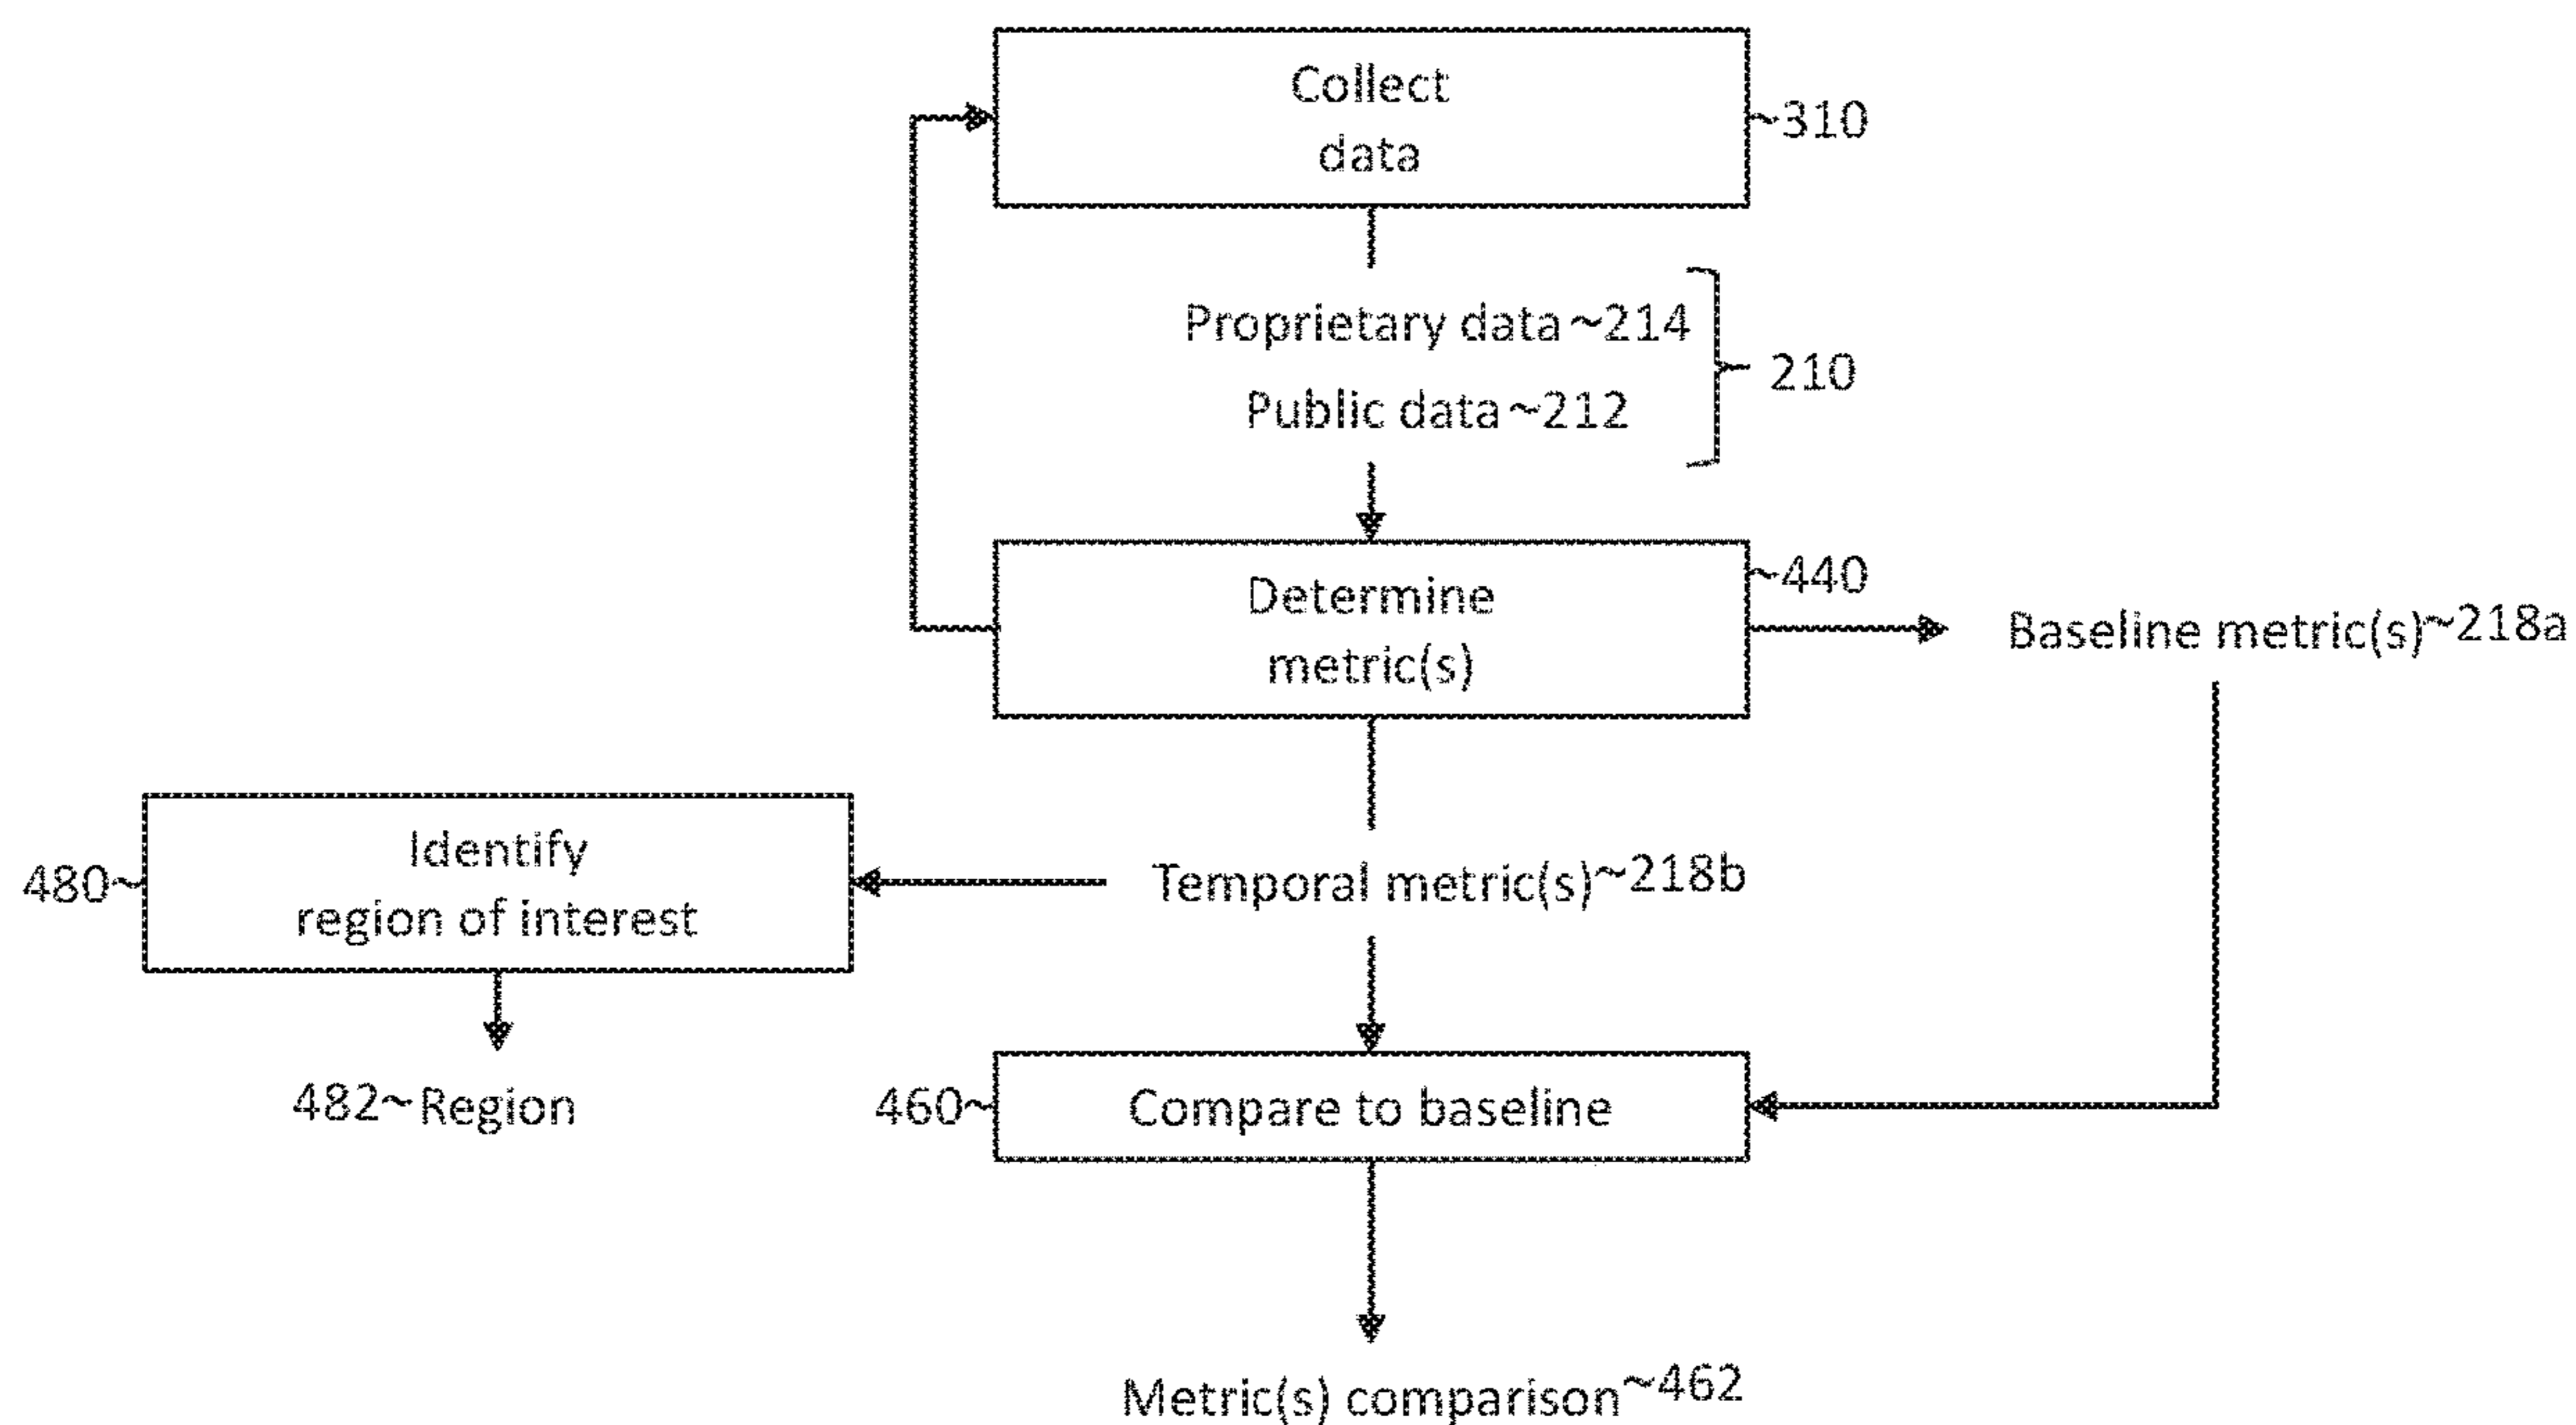 Collect
data
~310
Proprietary data~214
Public data~212
210
Determine
metric(s)
~440
Baseline metric(s)~218a
Identify
region of interest
480~
Temporal metric(s)~218b
482~Region
460~
Compare to baseline
Metric(s) comparison~462